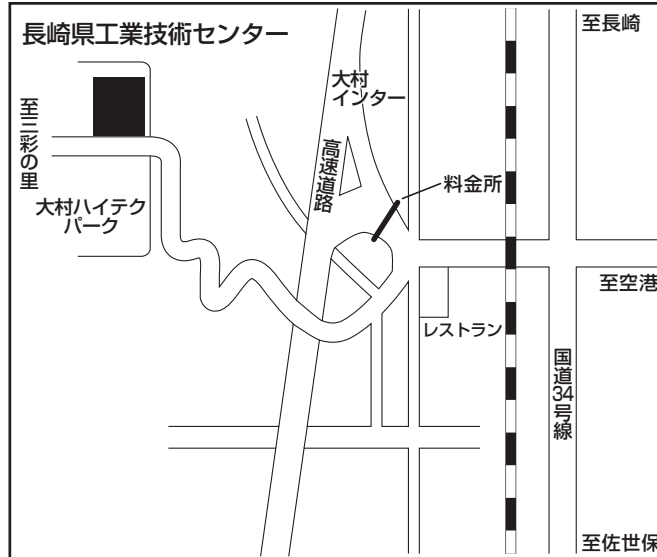 長崎県工業技術センター
至長崎
大村
インター
至三彩の里
高速道路
料金所
大村ハイテク
パーク
至空港
レストラン
国道34号線
至佐世保